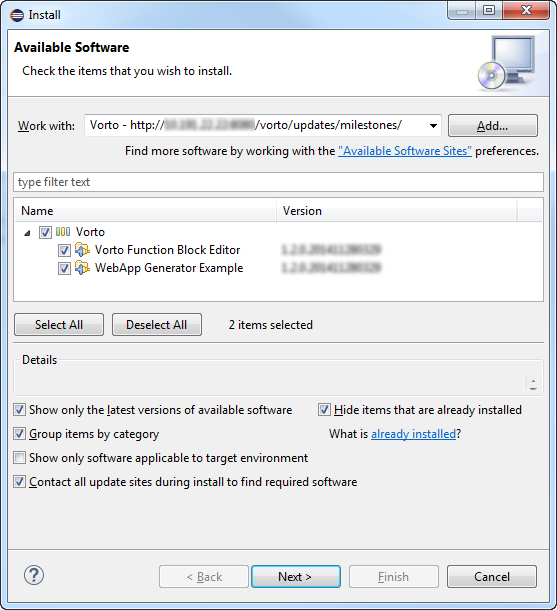 Install
Available Software
Check the items that you wish to install.
Work with: Vorto - http:// /vorto/updates/milestones/ Add...
Find more software by working with the "Available Software Sites" preferences.
type filter text
Name Version
Vorto
Vorto Function Block Editor
WebApp Generator Example
Select All Deselect All 2 items selected
Details
Show only the latest versions of available software Hide items that are already installed
Group items by category What is already installed?
Show only software applicable to target environment
Contact all update sites during install to find required software
? < Back Next > Finish Cancel